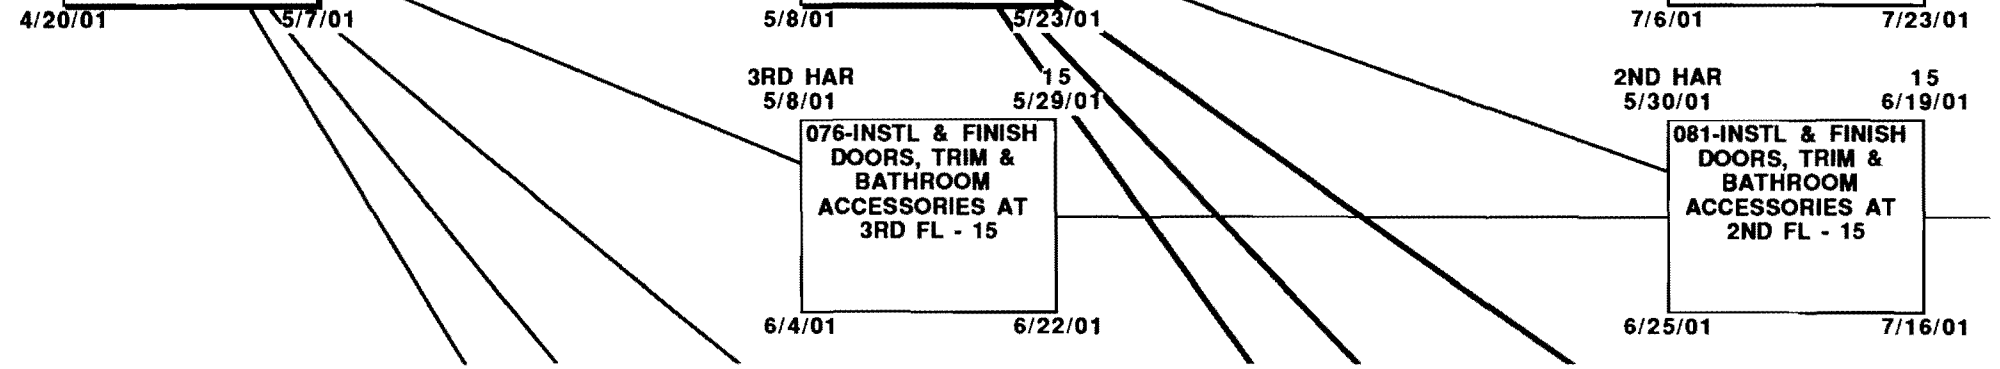 4/20/01 5/7/01 5/8/01 5/23/01 7/6/01 7/23/01
3RD HAR 15
5/8/01 5/29/01
076-INSTL & FINISH
DOORS, TRIM &
BATHROOM
ACCESSORIES AT
3RD FL - 15
6/4/01 6/22/01
2ND HAR 15
5/30/01 6/19/01
081-INSTL & FINISH
DOORS, TRIM &
BATHROOM
ACCESSORIES AT
2ND FL - 15
6/25/01 7/16/01